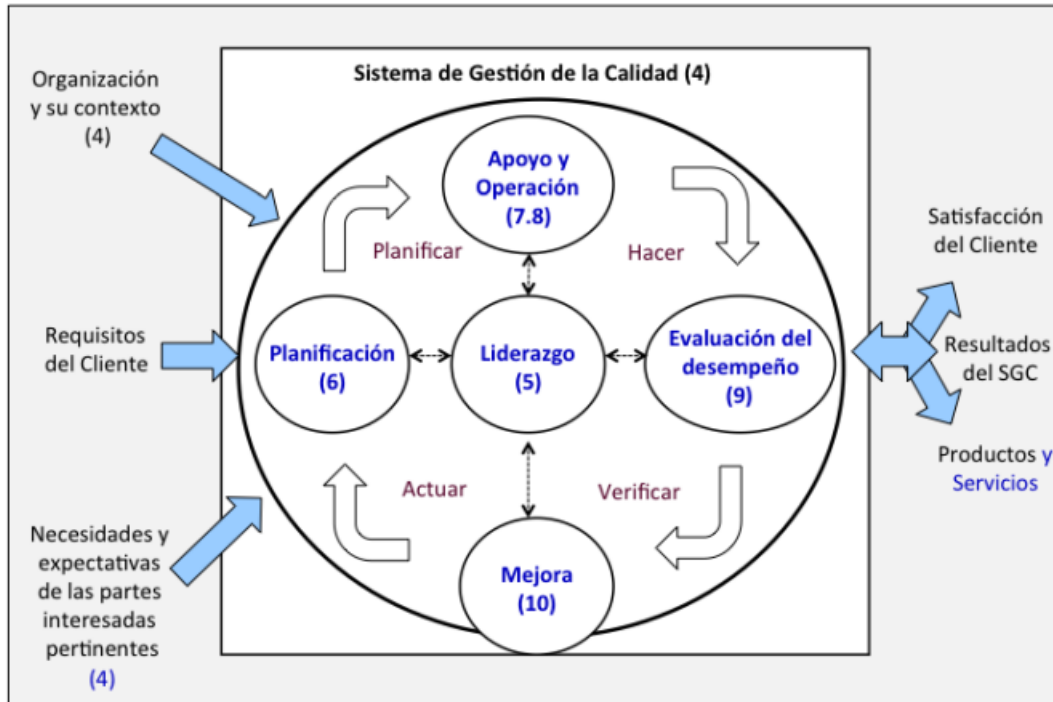 Sistema de Gestión de la Calidad (4)
Organización
y su contexto
(4)
Requisitos
del Cliente
Necesidades y
expectativas
de las partes
interesadas
pertinentes
(4)
Apoyo y
Operación
(7.8)
Planificar
Hacer
Planificación
(6)
Liderazgo
(5)
Evaluación del
desempeño
(9)
Actuar
Verificar
Mejora
(10)
Satisfacción
del Cliente
Resultados
del SGC
Productos y
Servicios